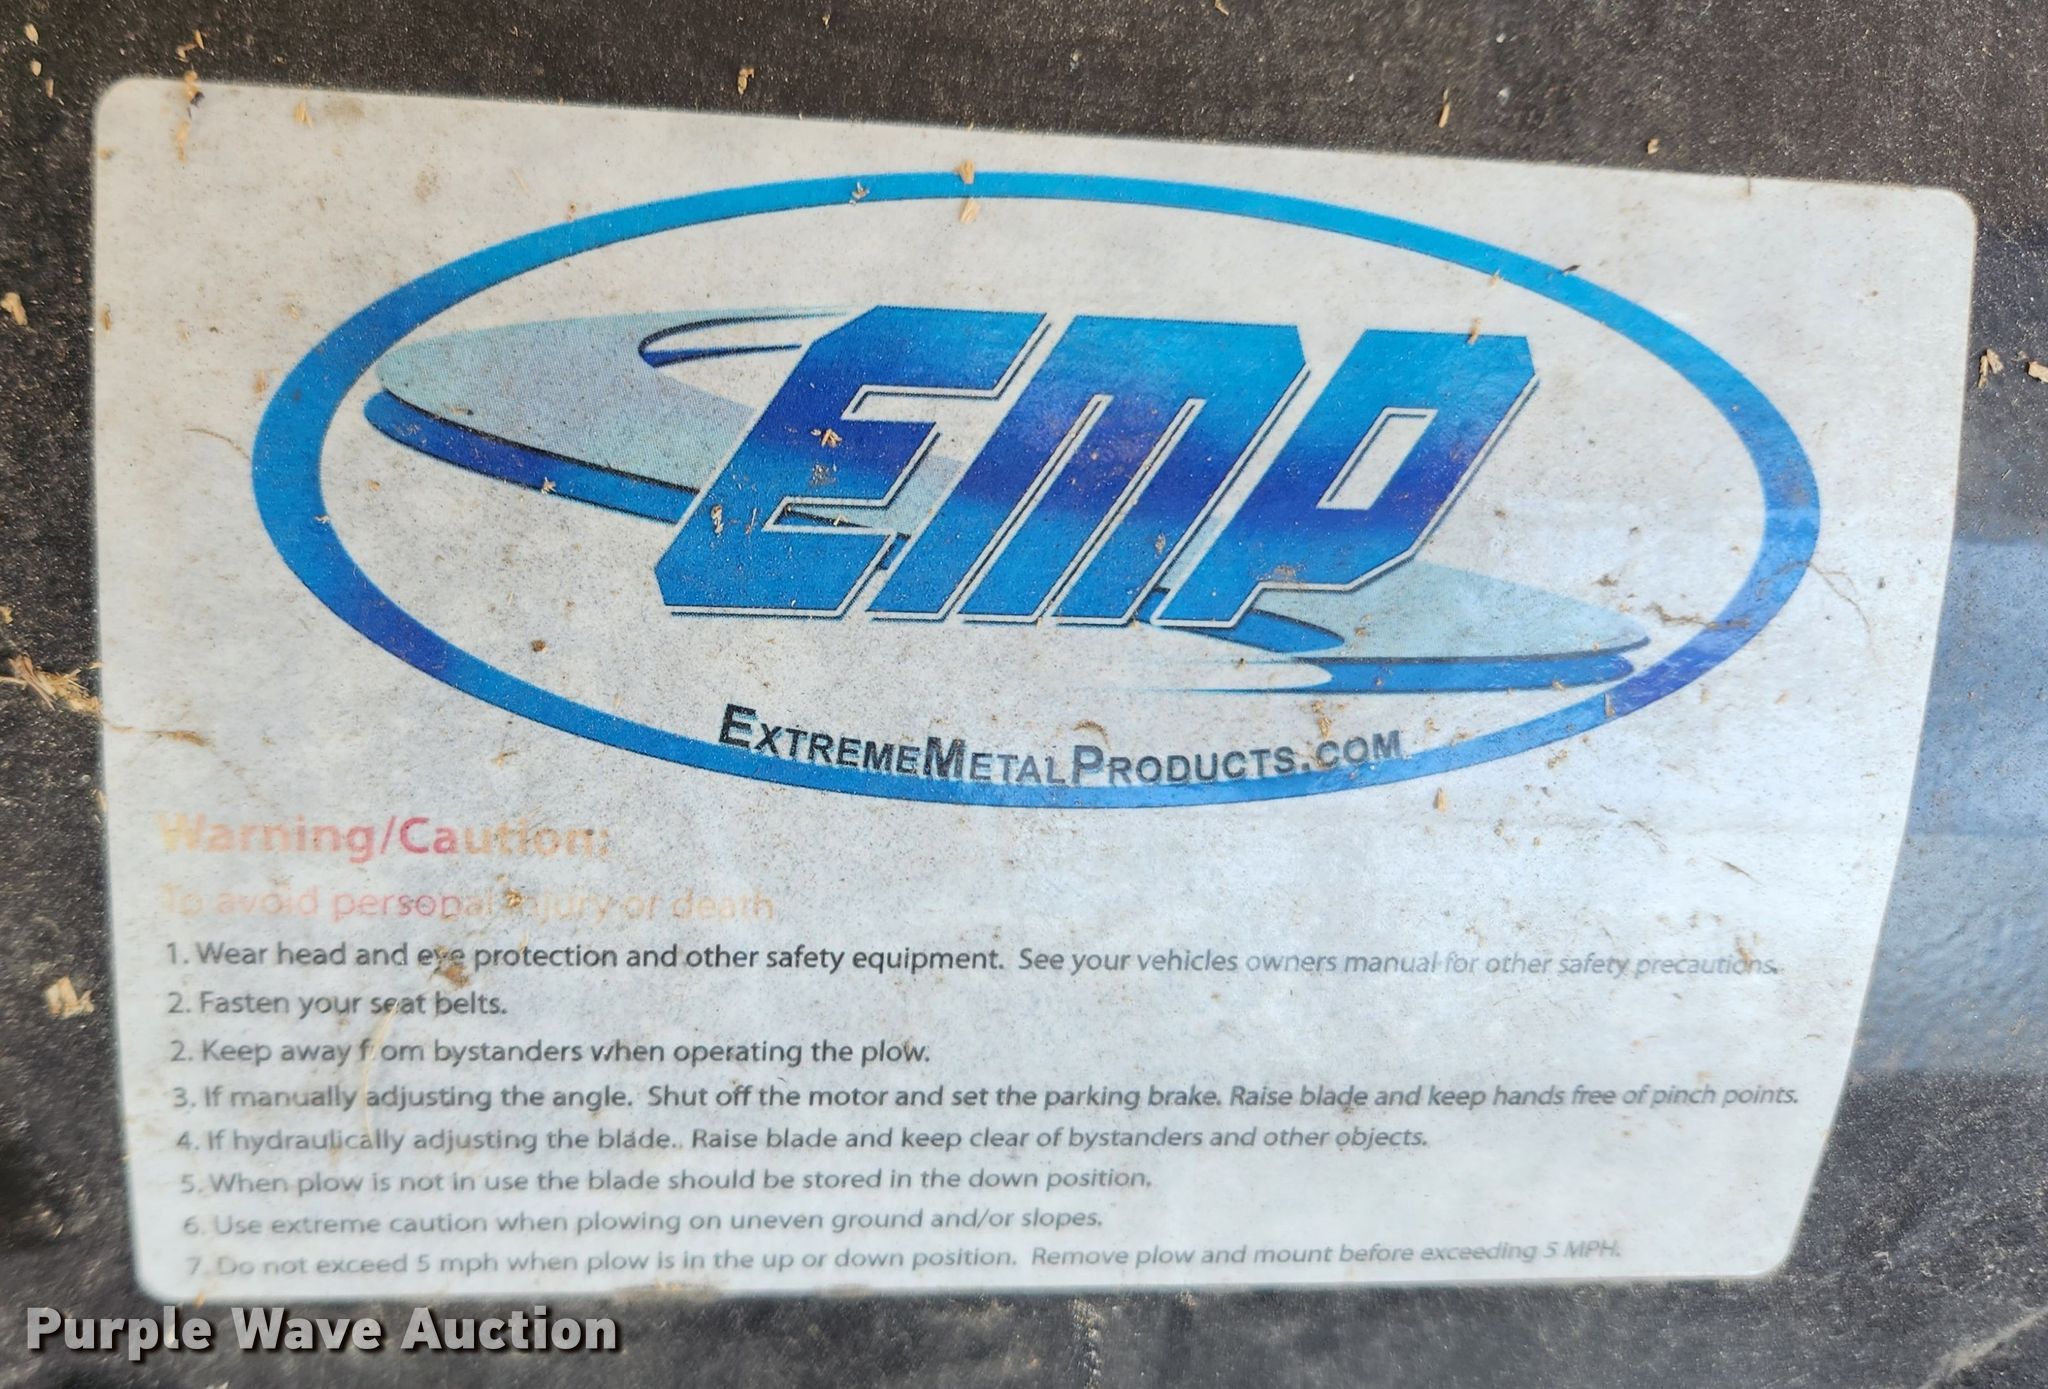 EMP
ExtremeMetalProducts.com
Warning/Caution:
To avoid personal injury or death
1. Wear head and eye protection and other safety equipment. See your vehicles owners manual for other safety precautions.
2. Fasten your seat belts.
2. Keep away from bystanders when operating the plow.
3. If manually adjusting the angle. Shut off the motor and set the parking brake. Raise blade and keep hands free of pinch points.
4. If hydraulically adjusting the blade.. Raise blade and keep clear of bystanders and other objects.
5. When plow is not in use the blade should be stored in the down position.
6. Use extreme caution when plowing on uneven ground and/or slopes.
7. Do not exceed 5 mph when plow is in the up or down position. Remove plow and mount before exceeding 5 MPH.
Purple Wave Auction